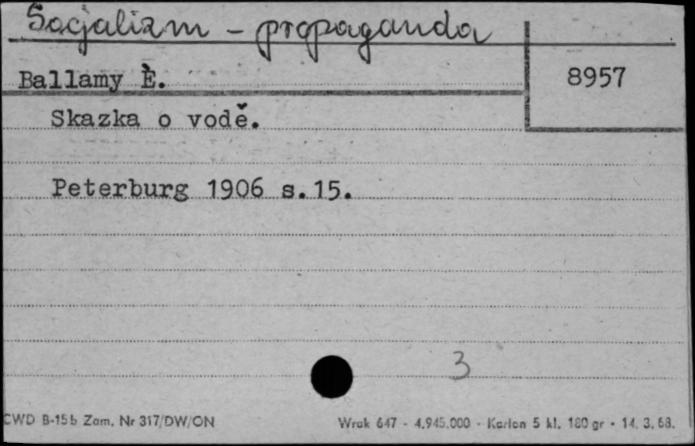 Socjalizm - propaganda
Ballamy È.
8957
Skazka o vodě.
Peterburg 1906 s.15.
3
CWD B-15b Zam. Nr 317/DW/ON
Wrak 647 - 4.945.000 - Karton 5 kl. 180 gr - 14. 3. 68.